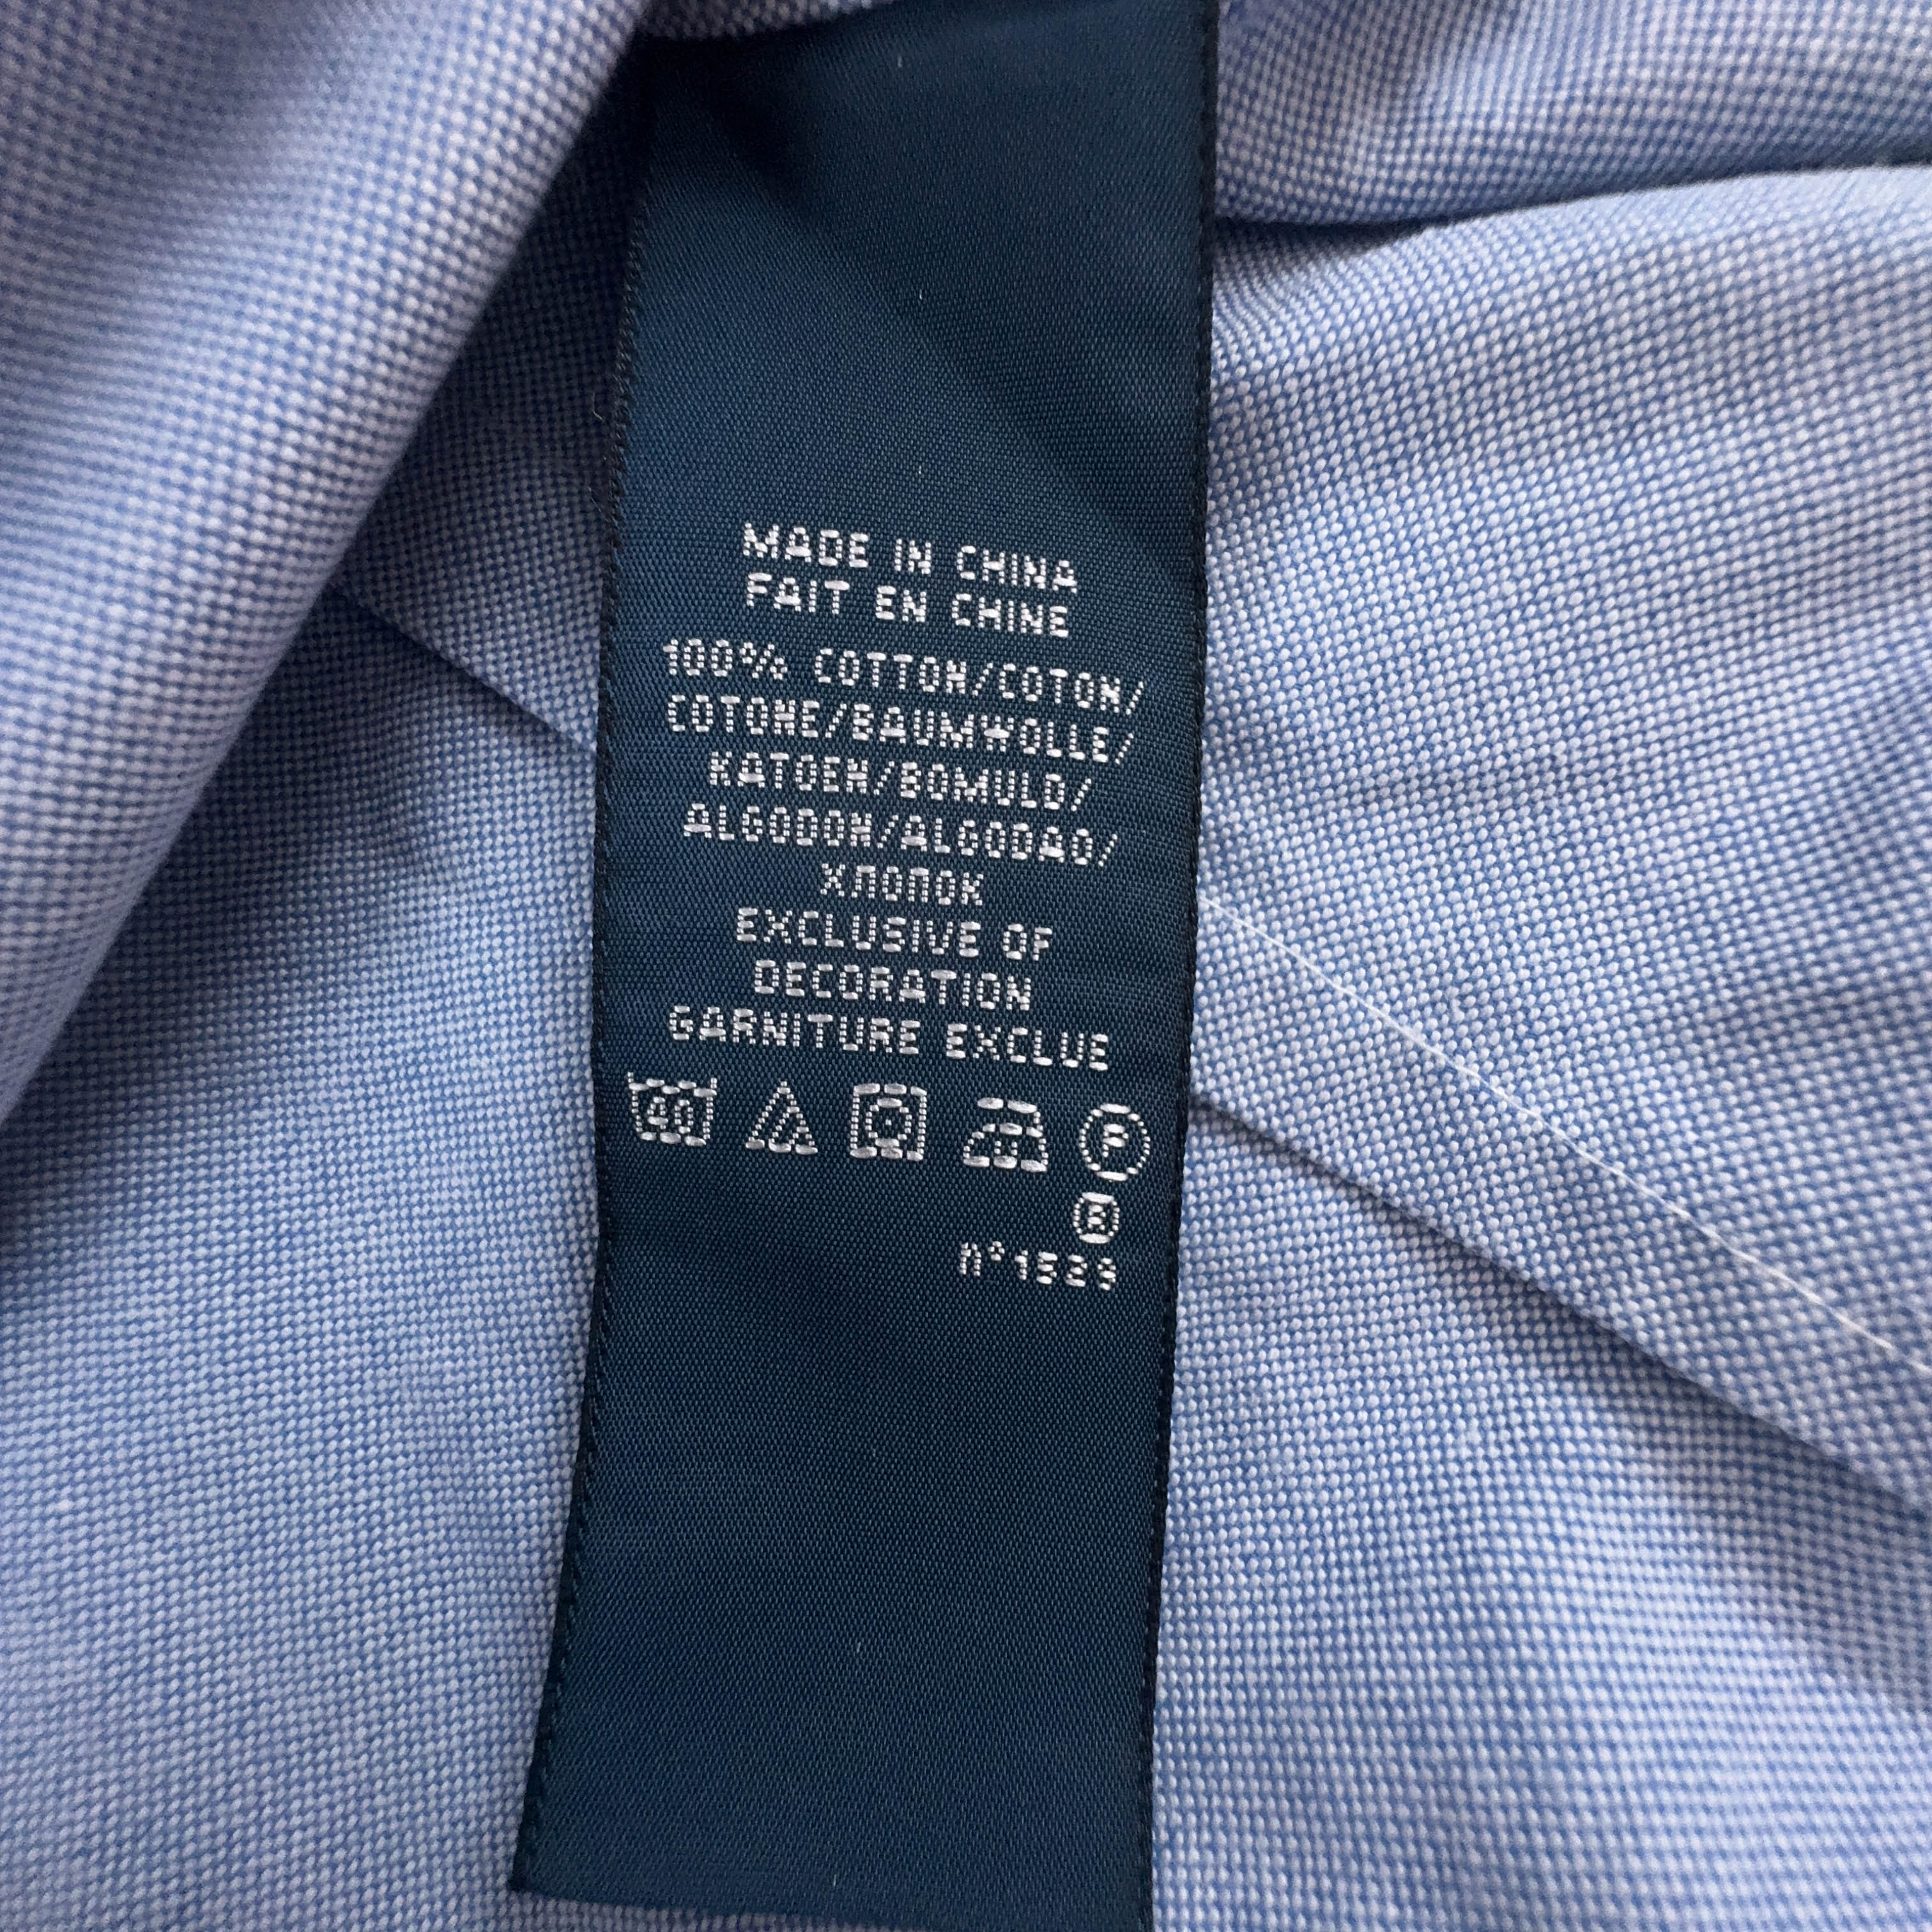 MADE IN CHINA
FAIT EN CHINE
100% COTTON/COTON/
COTONE/BAUMWOLLE/
KATOEN/BOMULD/
ALGODON/ALGODAO/
ХЛОПОК
EXCLUSIVE OF
DECORATION
GARNITURE EXCLUE
40 P
R
n°1529